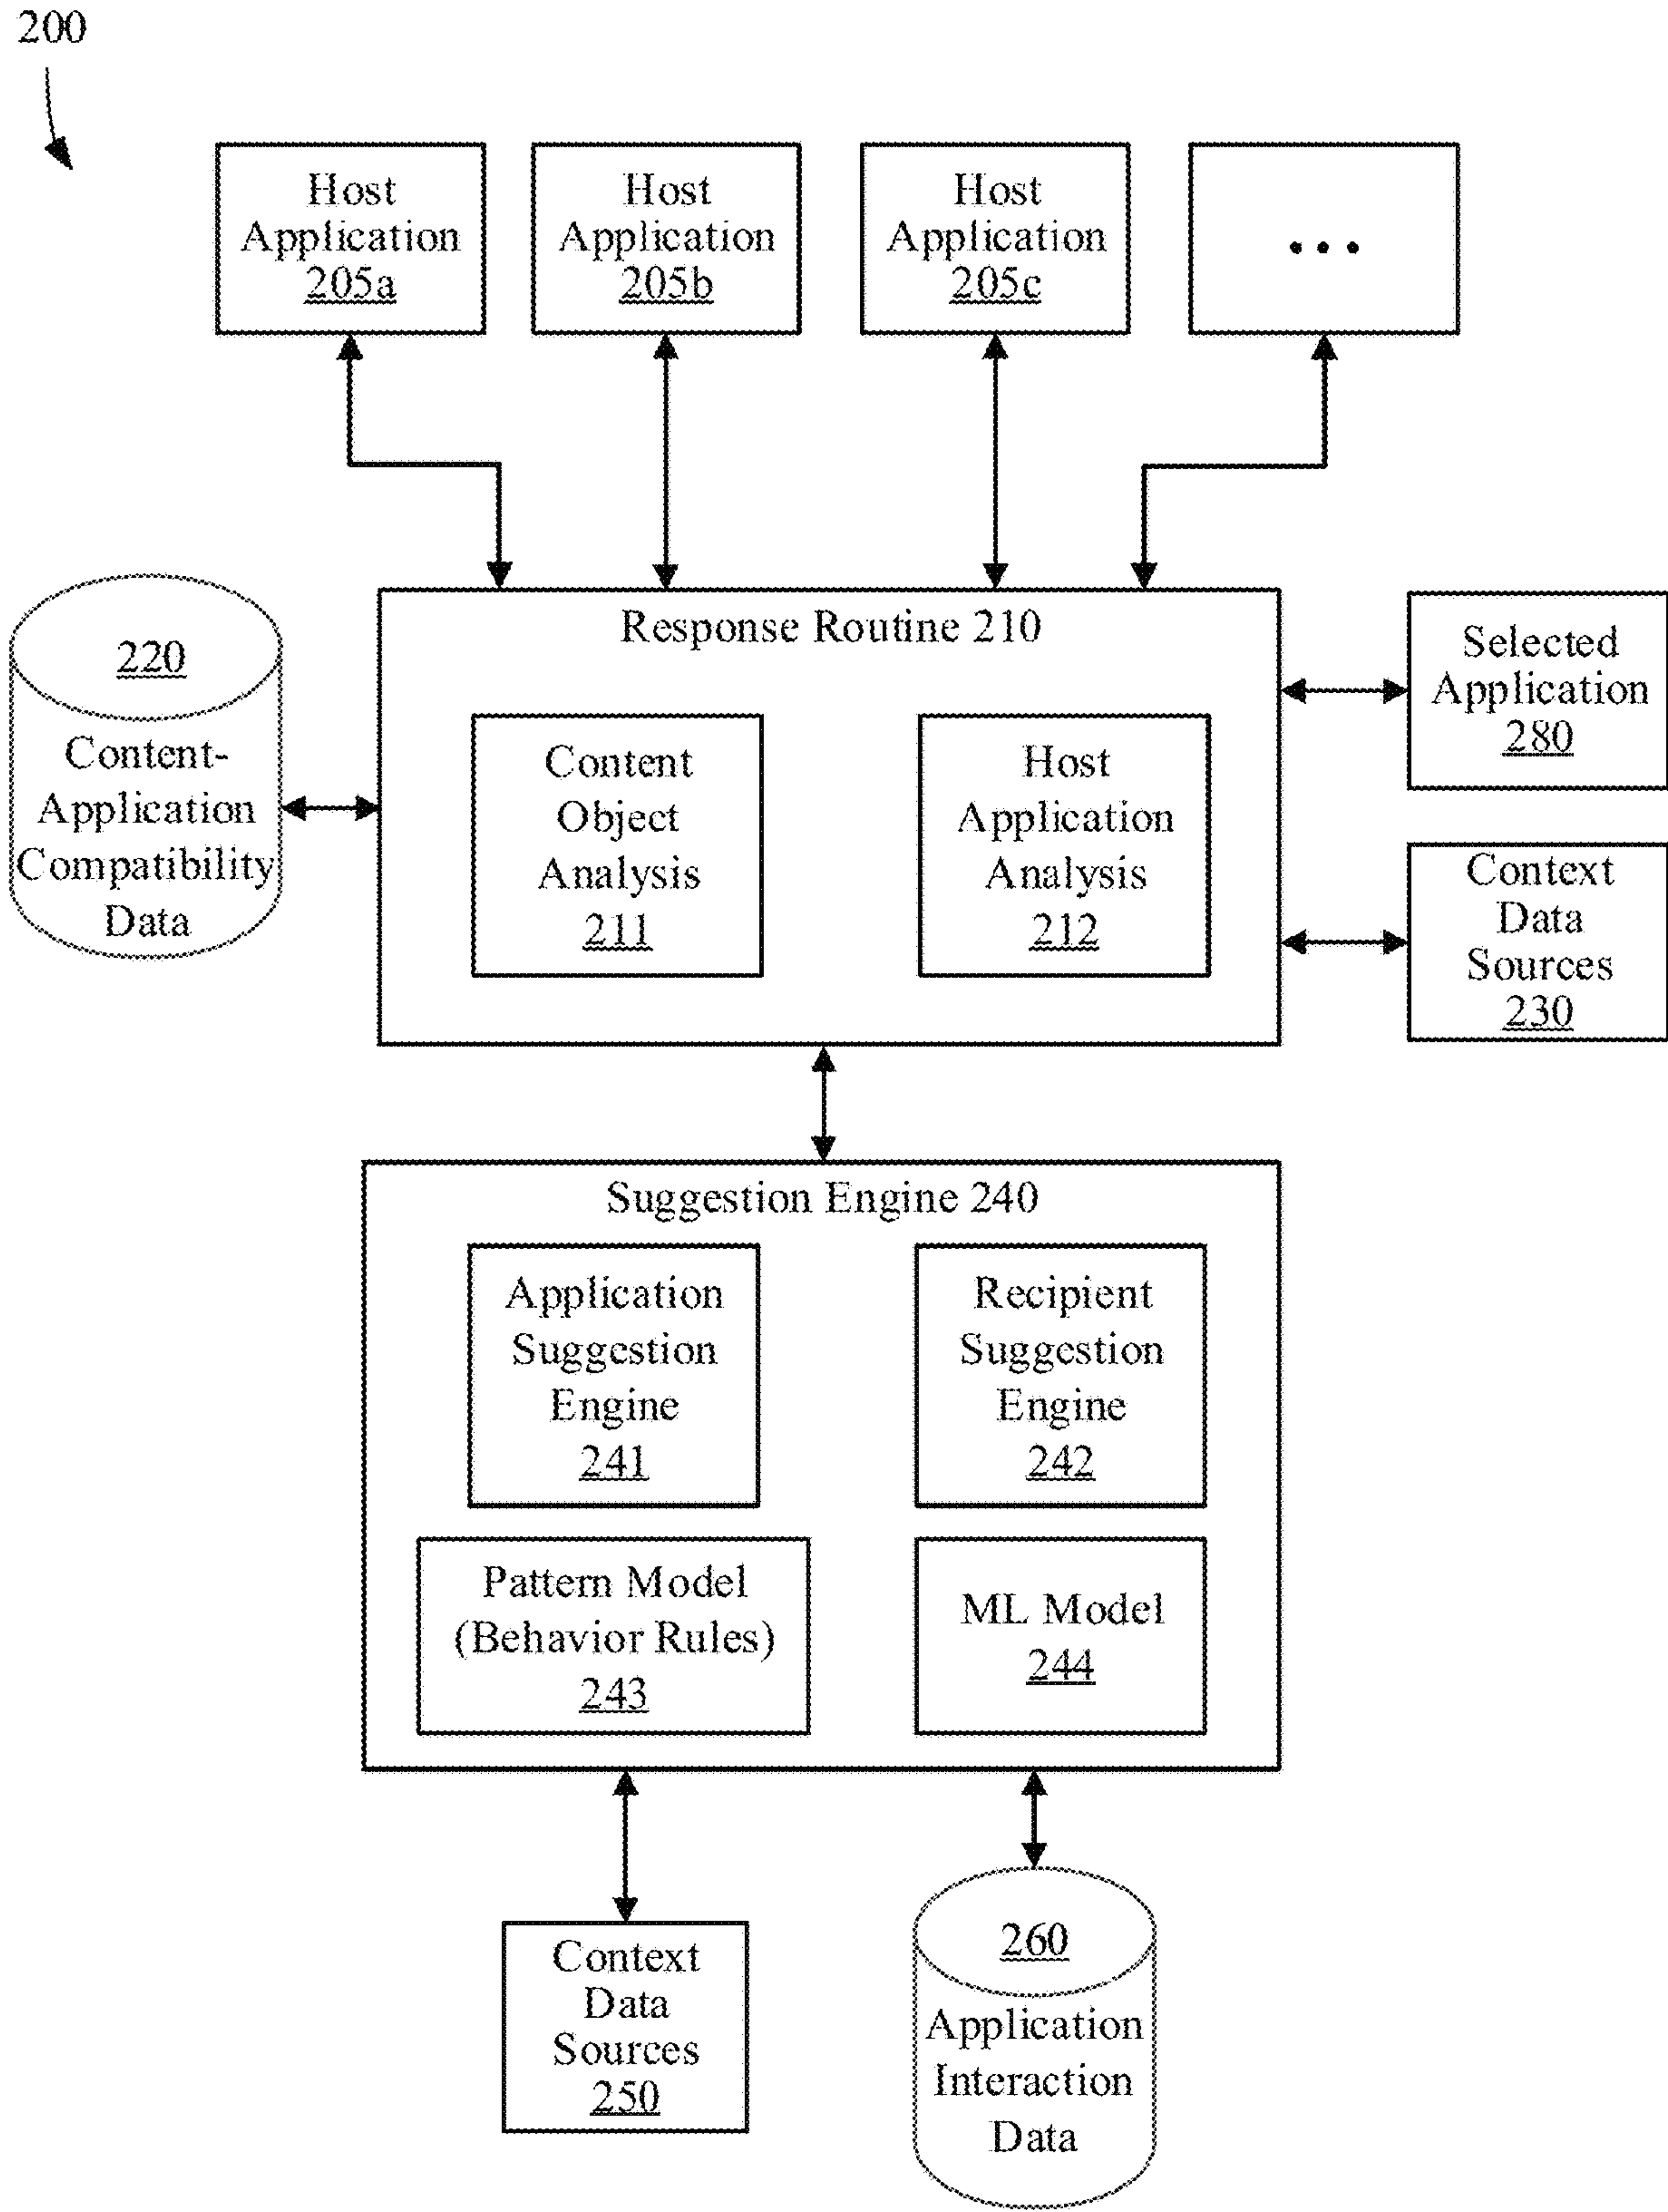 200
Host
Application
205a
Host
Application
205b
Host
Application
205c
...
Response Routine 210
220
Content-
Application
Compatibility
Data
Content
Object
Analysis
211
Host
Application
Analysis
212
Selected
Application
280
Context
Data
Sources
230
Suggestion Engine 240
Application
Suggestion
Engine
241
Recipient
Suggestion
Engine
242
Pattern Model
(Behavior Rules)
243
ML Model
244
Context
Data
Sources
250
260
Application
Interaction
Data